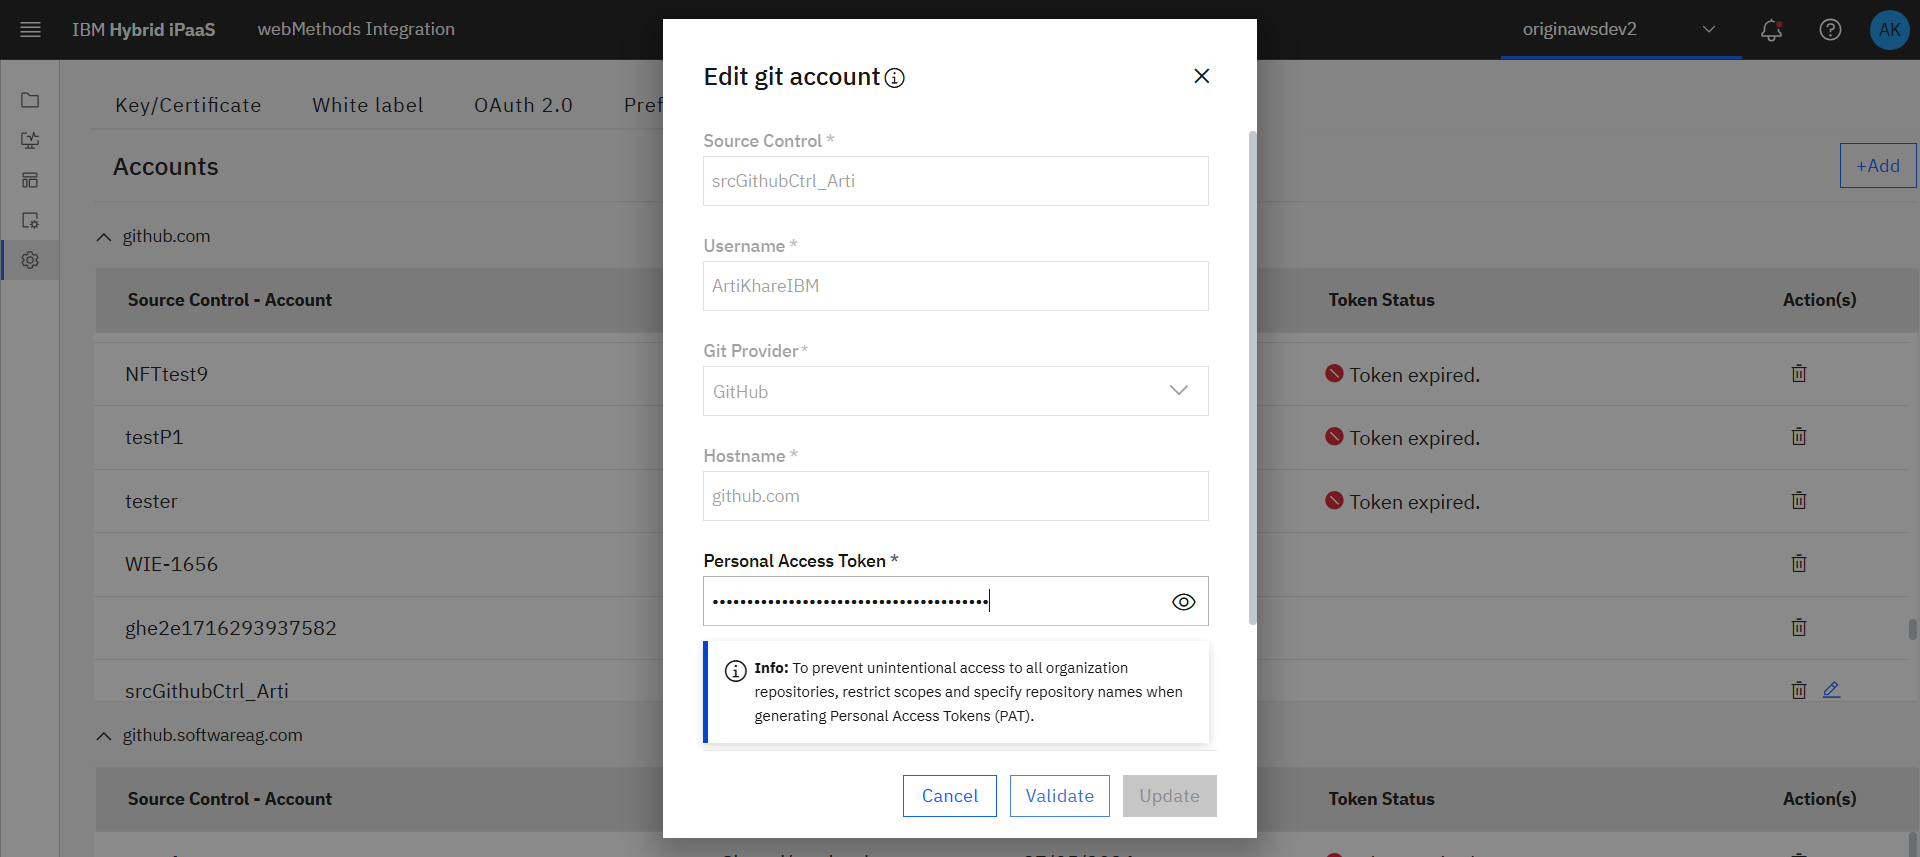 IBM Hybrid iPaaS
webMethods Integration
originawsdev2
AK
Key/Certificate
White label
OAuth 2.0
Pref
Accounts
+Add
github.com
Source Control - Account
Token Status
Action(s)
NFTtest9
Token expired.
testP1
Token expired.
tester
Token expired.
WIE-1656
ghe2e1716293937582
srcGithubCtrl_Arti
github.softwareag.com
Source Control - Account
Token Status
Action(s)
Edit git account
Source Control *
srcGithubCtrl_Arti
Username *
ArtiKhareIBM
Git Provider*
GitHub
Hostname *
github.com
Personal Access Token *
••••••••••••••••••••••••••••••••••••••••
Info: To prevent unintentional access to all organization
repositories, restrict scopes and specify repository names when
generating Personal Access Tokens (PAT).
Cancel
Validate
Update